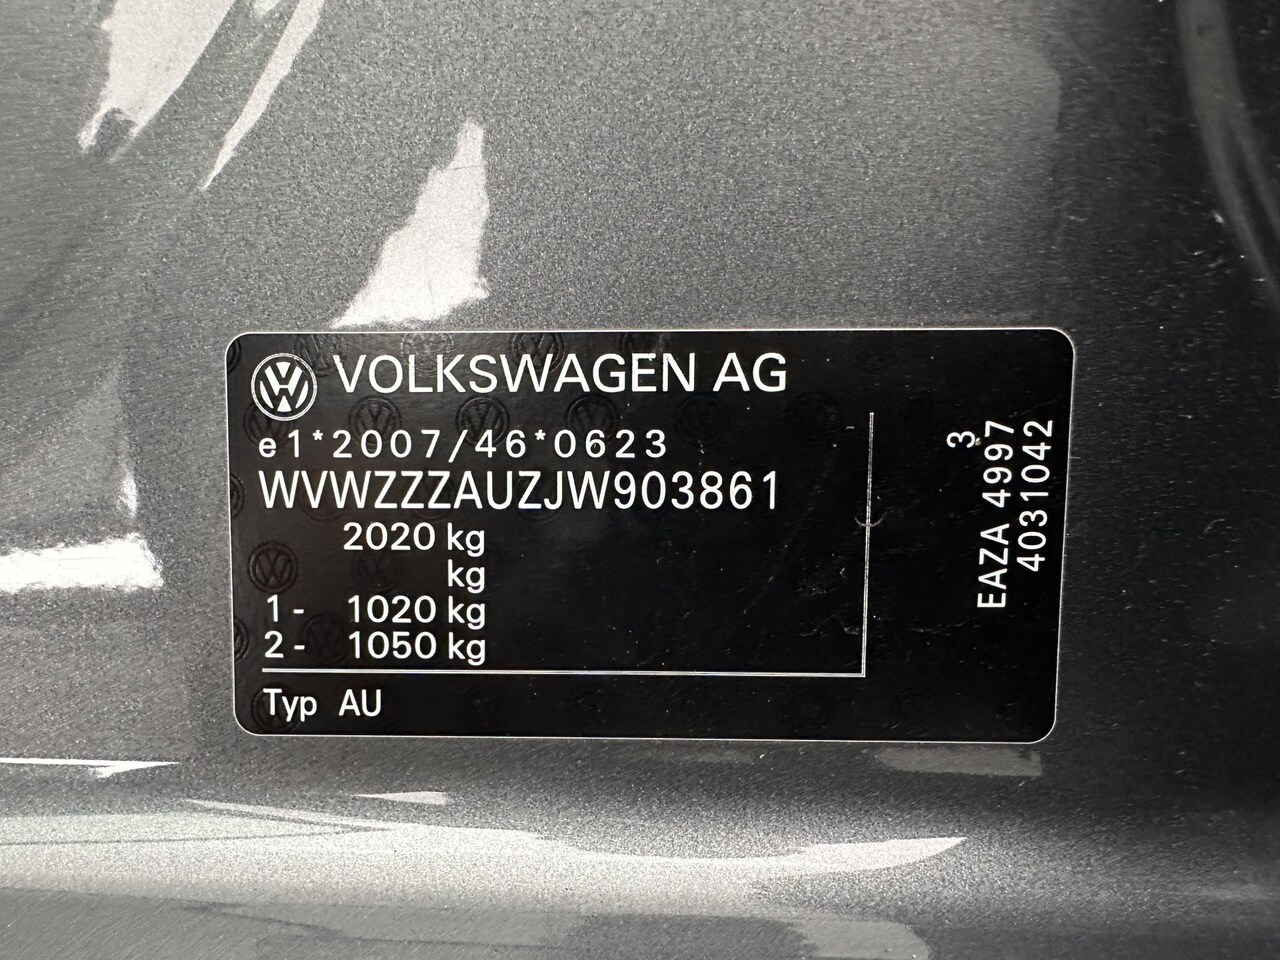 VOLKSWAGEN AG
e1*2007/46*0623
WVWZZZAUZJW903861
2020 kg
kg
1- 1020 kg
2- 1050 kg
Typ AU
3
EAZA 4997
4031042